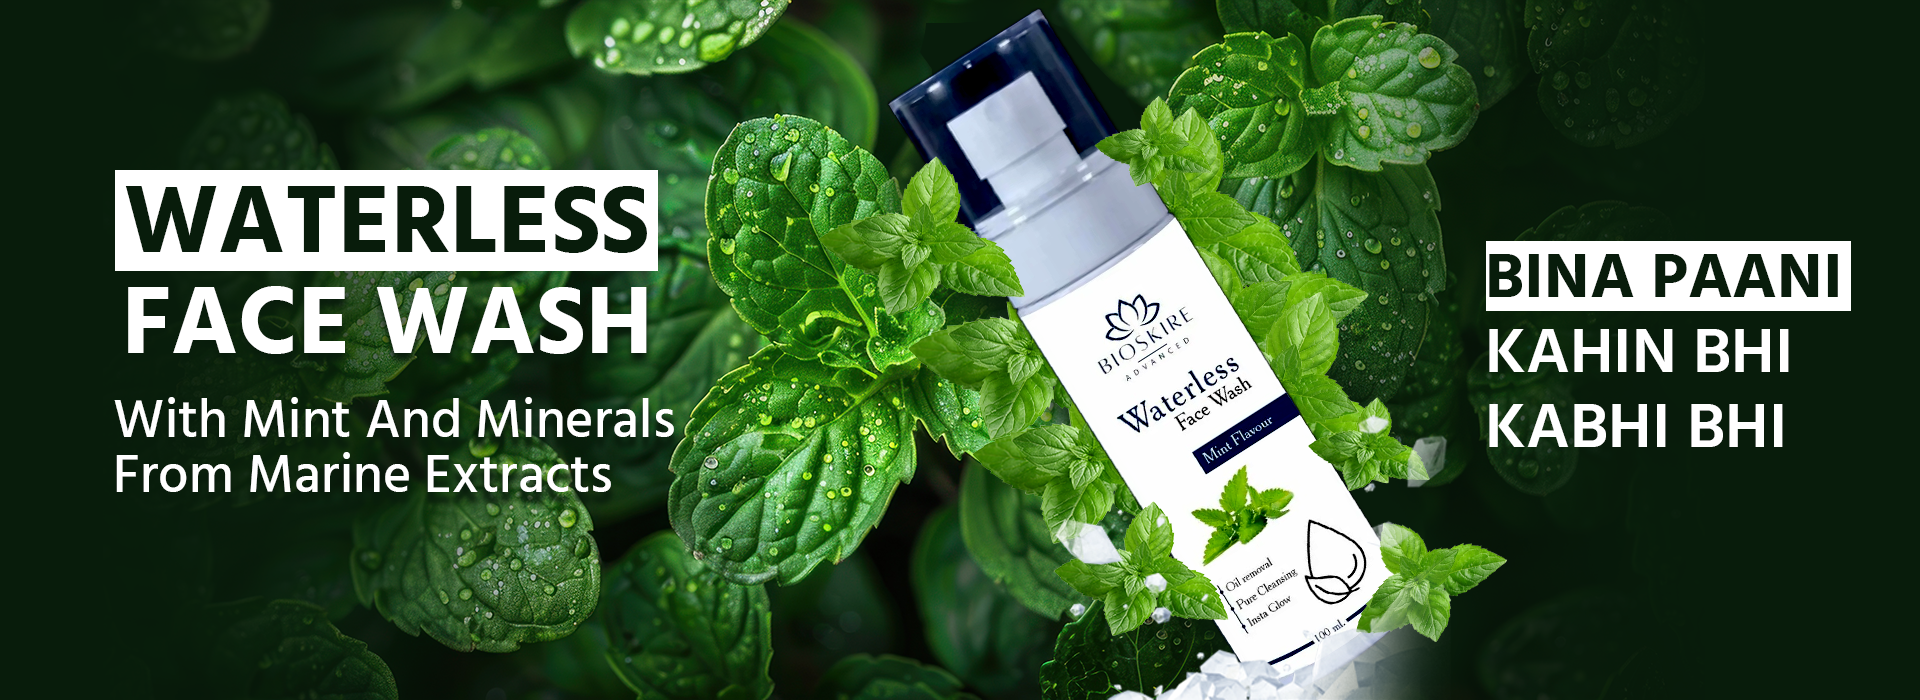 WATERLESS
FACE WASH
With Mint And Minerals
From Marine Extracts
BIOSKIRE
ADVANCED
Waterless
Face Wash
Mint Flavour
Oil removal
Pure Cleansing
Insta Glow
100 ml.
BINA PAANI
KAHIN BHI
KABHI BHI